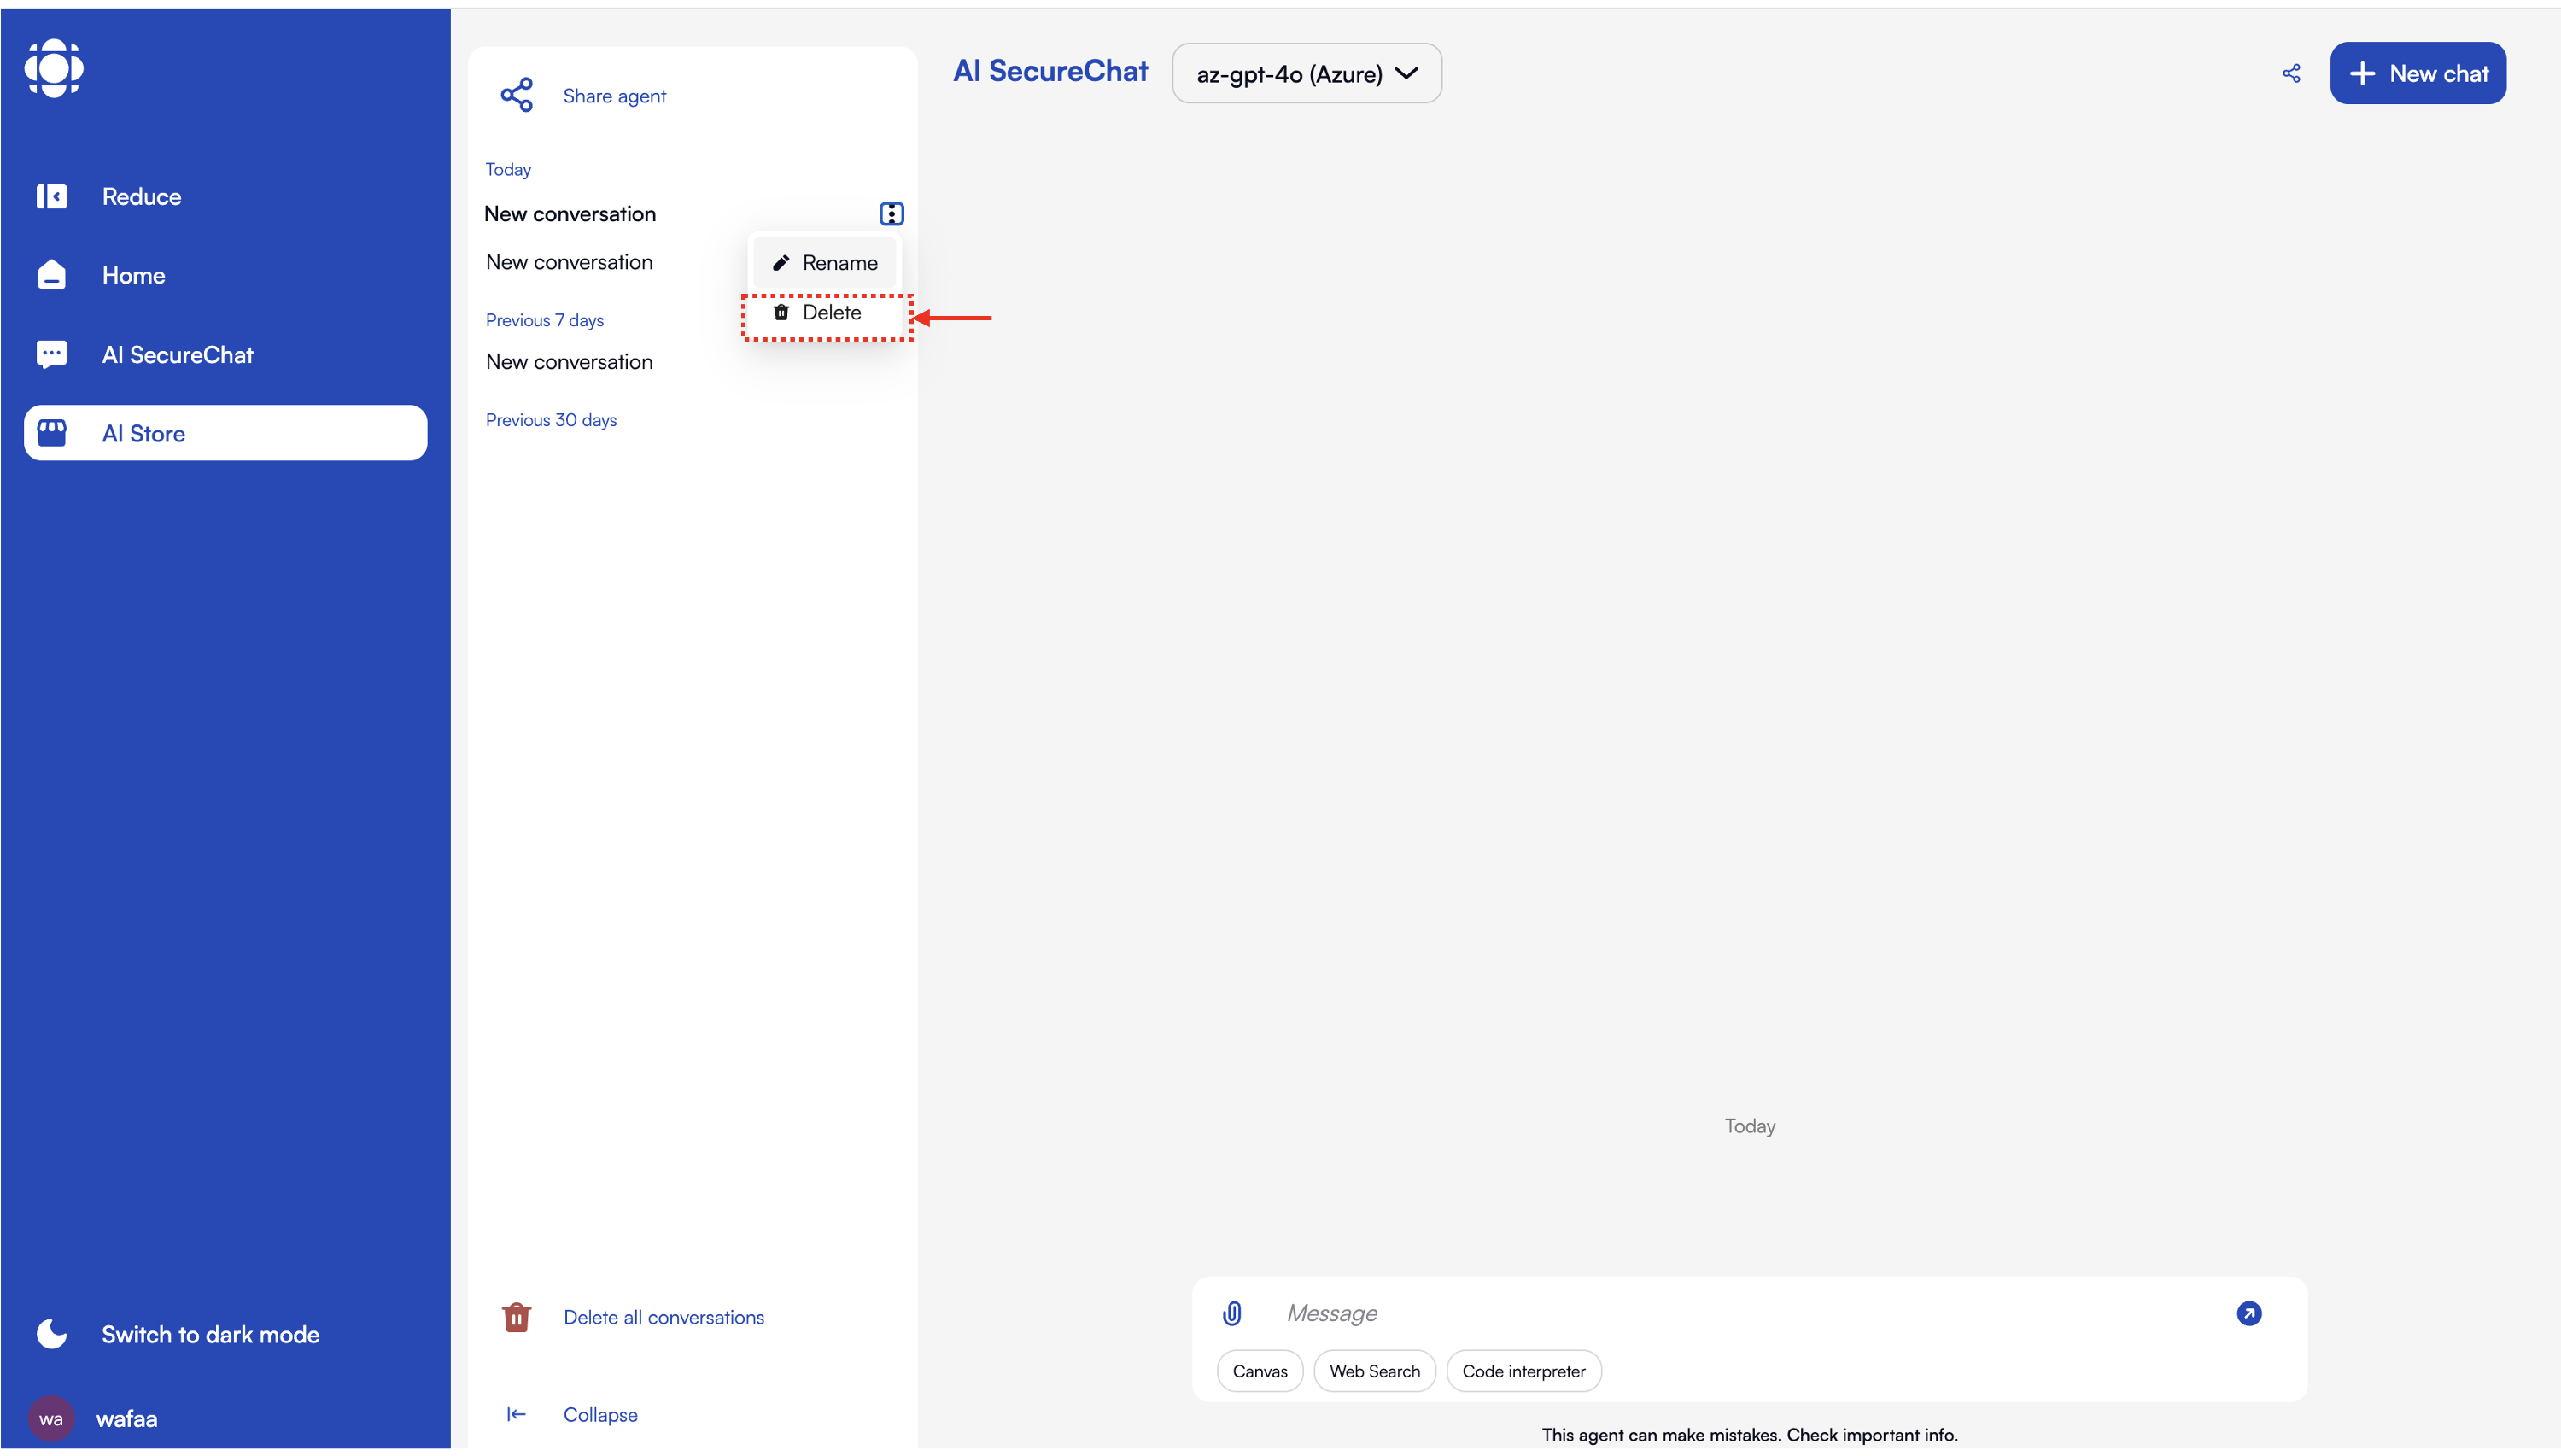 Reduce
Home
AI SecureChat
AI Store
Switch to dark mode
wa
wafaa
Share agent
Today
New conversation
New conversation
Rename
Delete
Previous 7 days
New conversation
Previous 30 days
Delete all conversations
Collapse
AI SecureChat
az-gpt-4o (Azure)
New chat
Today
Message
Canvas
Web Search
Code interpreter
This agent can make mistakes. Check important info.